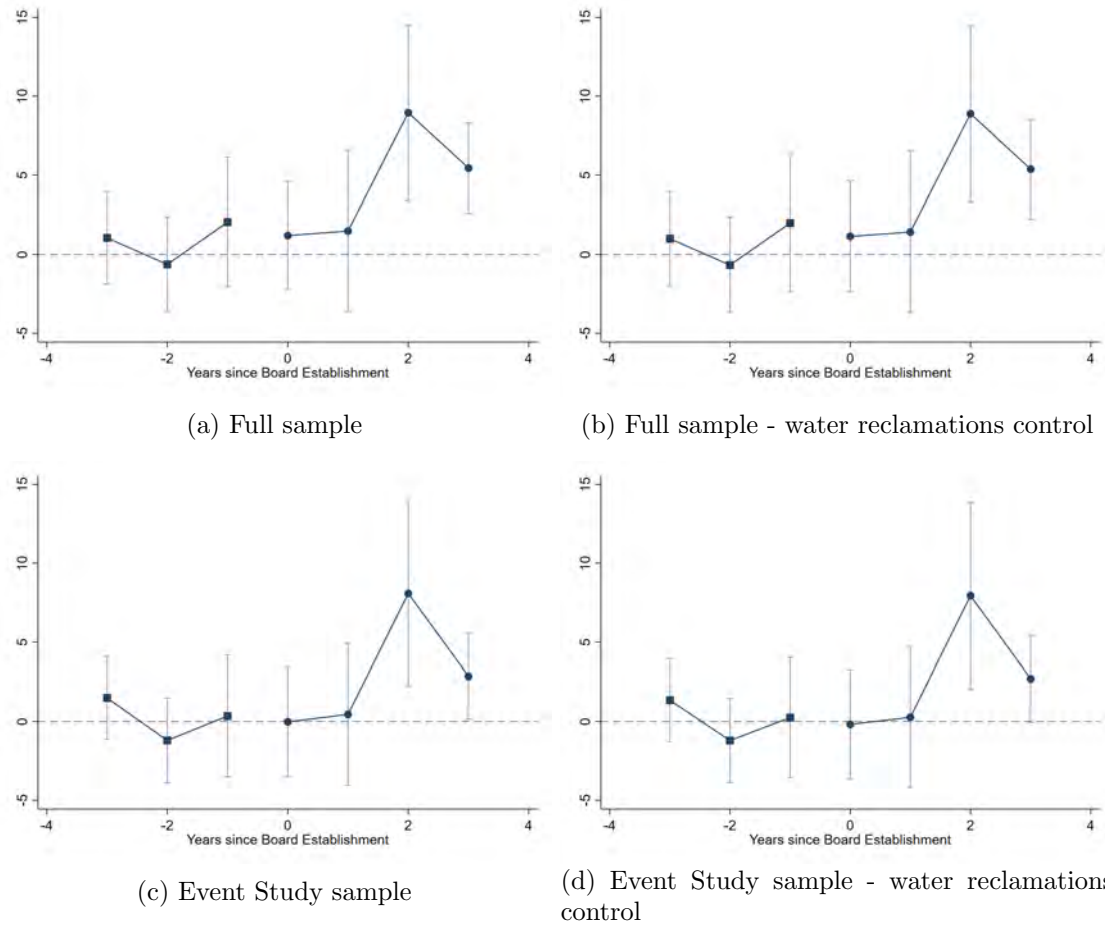 15
10
5
0
-5
-4 -2 0 2 4
Years since Board Establishment
(a) Full sample
15
10
5
0
-5
-4 -2 0 2 4
Years since Board Establishment
(b) Full sample - water reclamations control
15
10
5
0
-5
-4 -2 0 2 4
Years since Board Establishment
(c) Event Study sample
15
10
5
0
-5
-4 -2 0 2 4
Years since Board Establishment
(d) Event Study sample - water reclamations
control